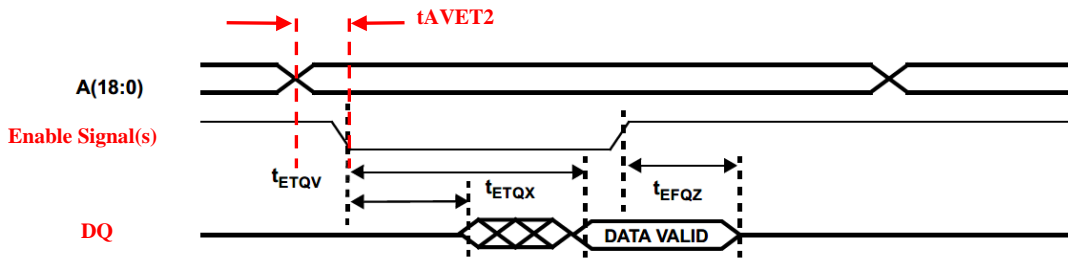 tAVET2
A(18:0)
Enable Signal(s)
tETQV
tETQX
tEFQZ
DQ
DATA VALID